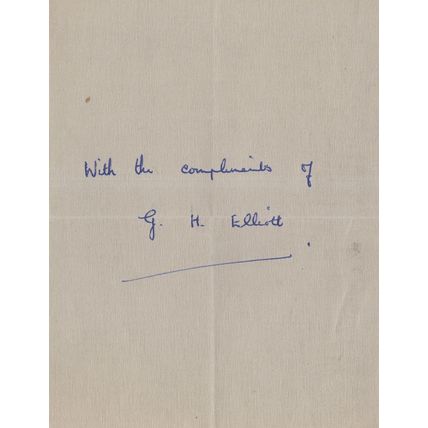 With the compliments of
G. H. Elliott